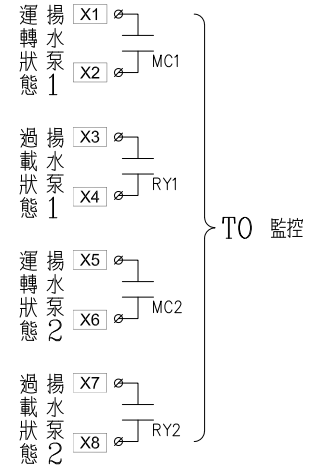 揚水泵1
運轉狀態
X1
X2
MC1
揚水泵1
過載狀態
X3
X4
RY1
揚水泵2
運轉狀態
X5
X6
MC2
揚水泵2
過載狀態
X7
X8
RY2
TO 監控